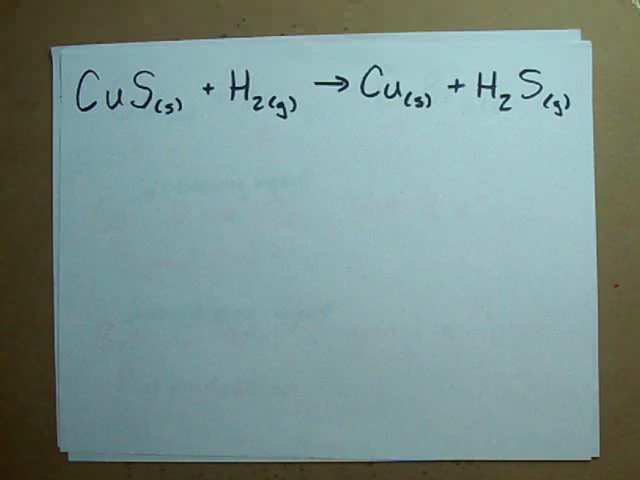 CuS(s) + H2(g) → Cu(s) + H2S(g)